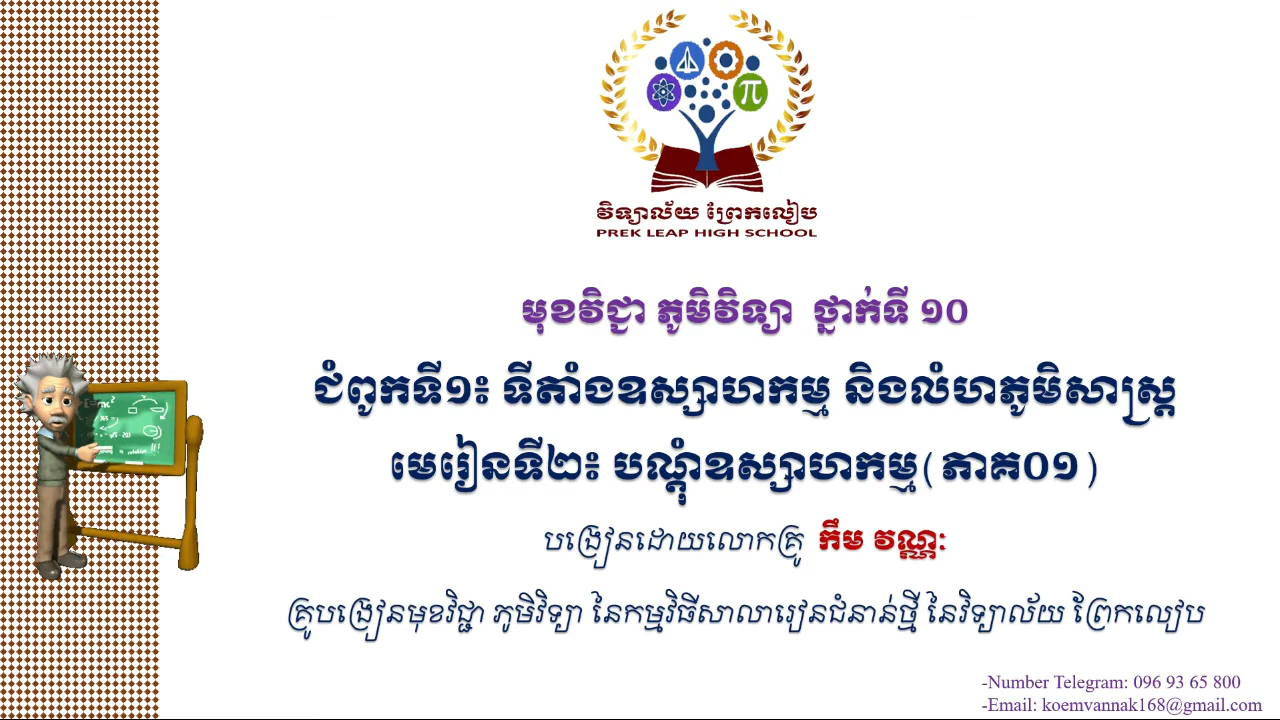 វិទ្យាល័យ ព្រែកលៀប
PREK LEAP HIGH SCHOOL
មុខវិជ្ជា ភូមិវិទ្យា ថ្នាក់ទី ១០
ជំពូកទី១៖ ទីតាំងឧស្សាហកម្ម និងលំហភូមិសាស្ត្រ
មេរៀនទី២៖ បណ្តុំឧស្សាហកម្ម(ភាគ០១)
បង្រៀនដោយលោកគ្រូ កឹម វណ្ណៈ
គ្រូបង្រៀនមុខវិជ្ជា ភូមិវិទ្យា នៃកម្មវិធីសាលារៀនជំនាន់ថ្មី នៃវិទ្យាល័យ ព្រែកលៀប
-Number Telegram: 096 93 65 800
-Email: koemvannak168@gmail.com